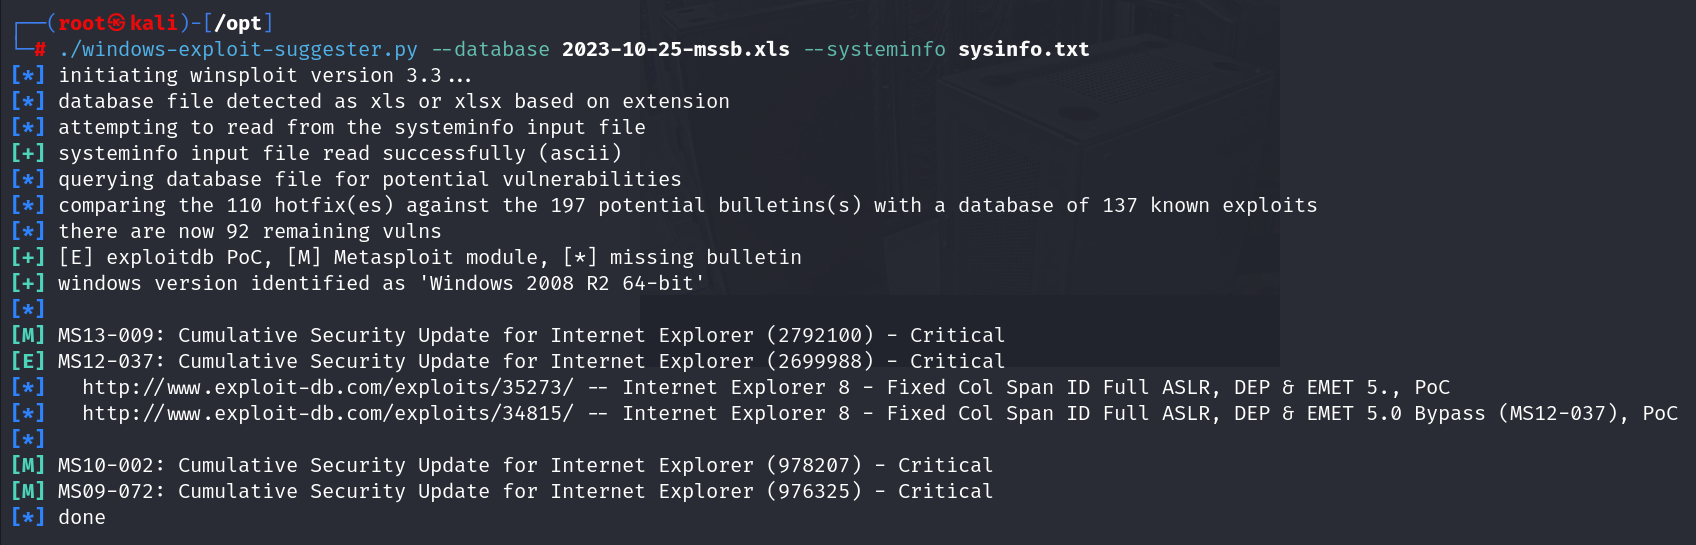 ┌──(root㉿kali)-[/opt]
└─# ./windows-exploit-suggester.py --database 2023-10-25-mssb.xls --systeminfo sysinfo.txt
[*] initiating winsploit version 3.3...
[*] database file detected as xls or xlsx based on extension
[*] attempting to read from the systeminfo input file
[+] systeminfo input file read successfully (ascii)
[*] querying database file for potential vulnerabilities
[*] comparing the 110 hotfix(es) against the 197 potential bulletins(s) with a database of 137 known exploits
[*] there are now 92 remaining vulns
[+] [E] exploitdb PoC, [M] Metasploit module, [*] missing bulletin
[+] windows version identified as 'Windows 2008 R2 64-bit'
[*]
[M] MS13-009: Cumulative Security Update for Internet Explorer (2792100) - Critical
[E] MS12-037: Cumulative Security Update for Internet Explorer (2699988) - Critical
[*]   http://www.exploit-db.com/exploits/35273/ -- Internet Explorer 8 - Fixed Col Span ID Full ASLR, DEP & EMET 5., PoC
[*]   http://www.exploit-db.com/exploits/34815/ -- Internet Explorer 8 - Fixed Col Span ID Full ASLR, DEP & EMET 5.0 Bypass (MS12-037), PoC
[*]
[M] MS10-002: Cumulative Security Update for Internet Explorer (978207) - Critical
[M] MS09-072: Cumulative Security Update for Internet Explorer (976325) - Critical
[*] done